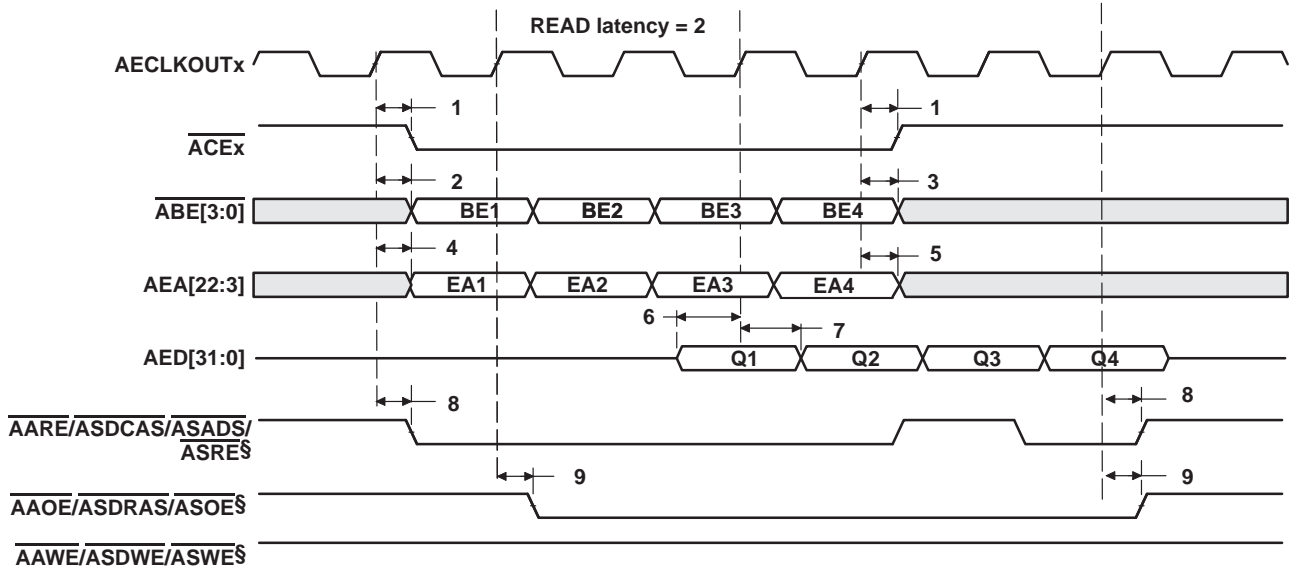 READ latency = 2
AECLKOUTx
1 1
ACEx
2 3
ABE[3:0] BE1 BE2 BE3 BE4
4 5
AEA[22:3] EA1 EA2 EA3 EA4
6 7
AED[31:0] Q1 Q2 Q3 Q4
8 8
AARE/ASDCAS/ASADS/
ASRE§
9 9
AAOE/ASDRAS/ASOE§
AAWE/ASDWE/ASWE§